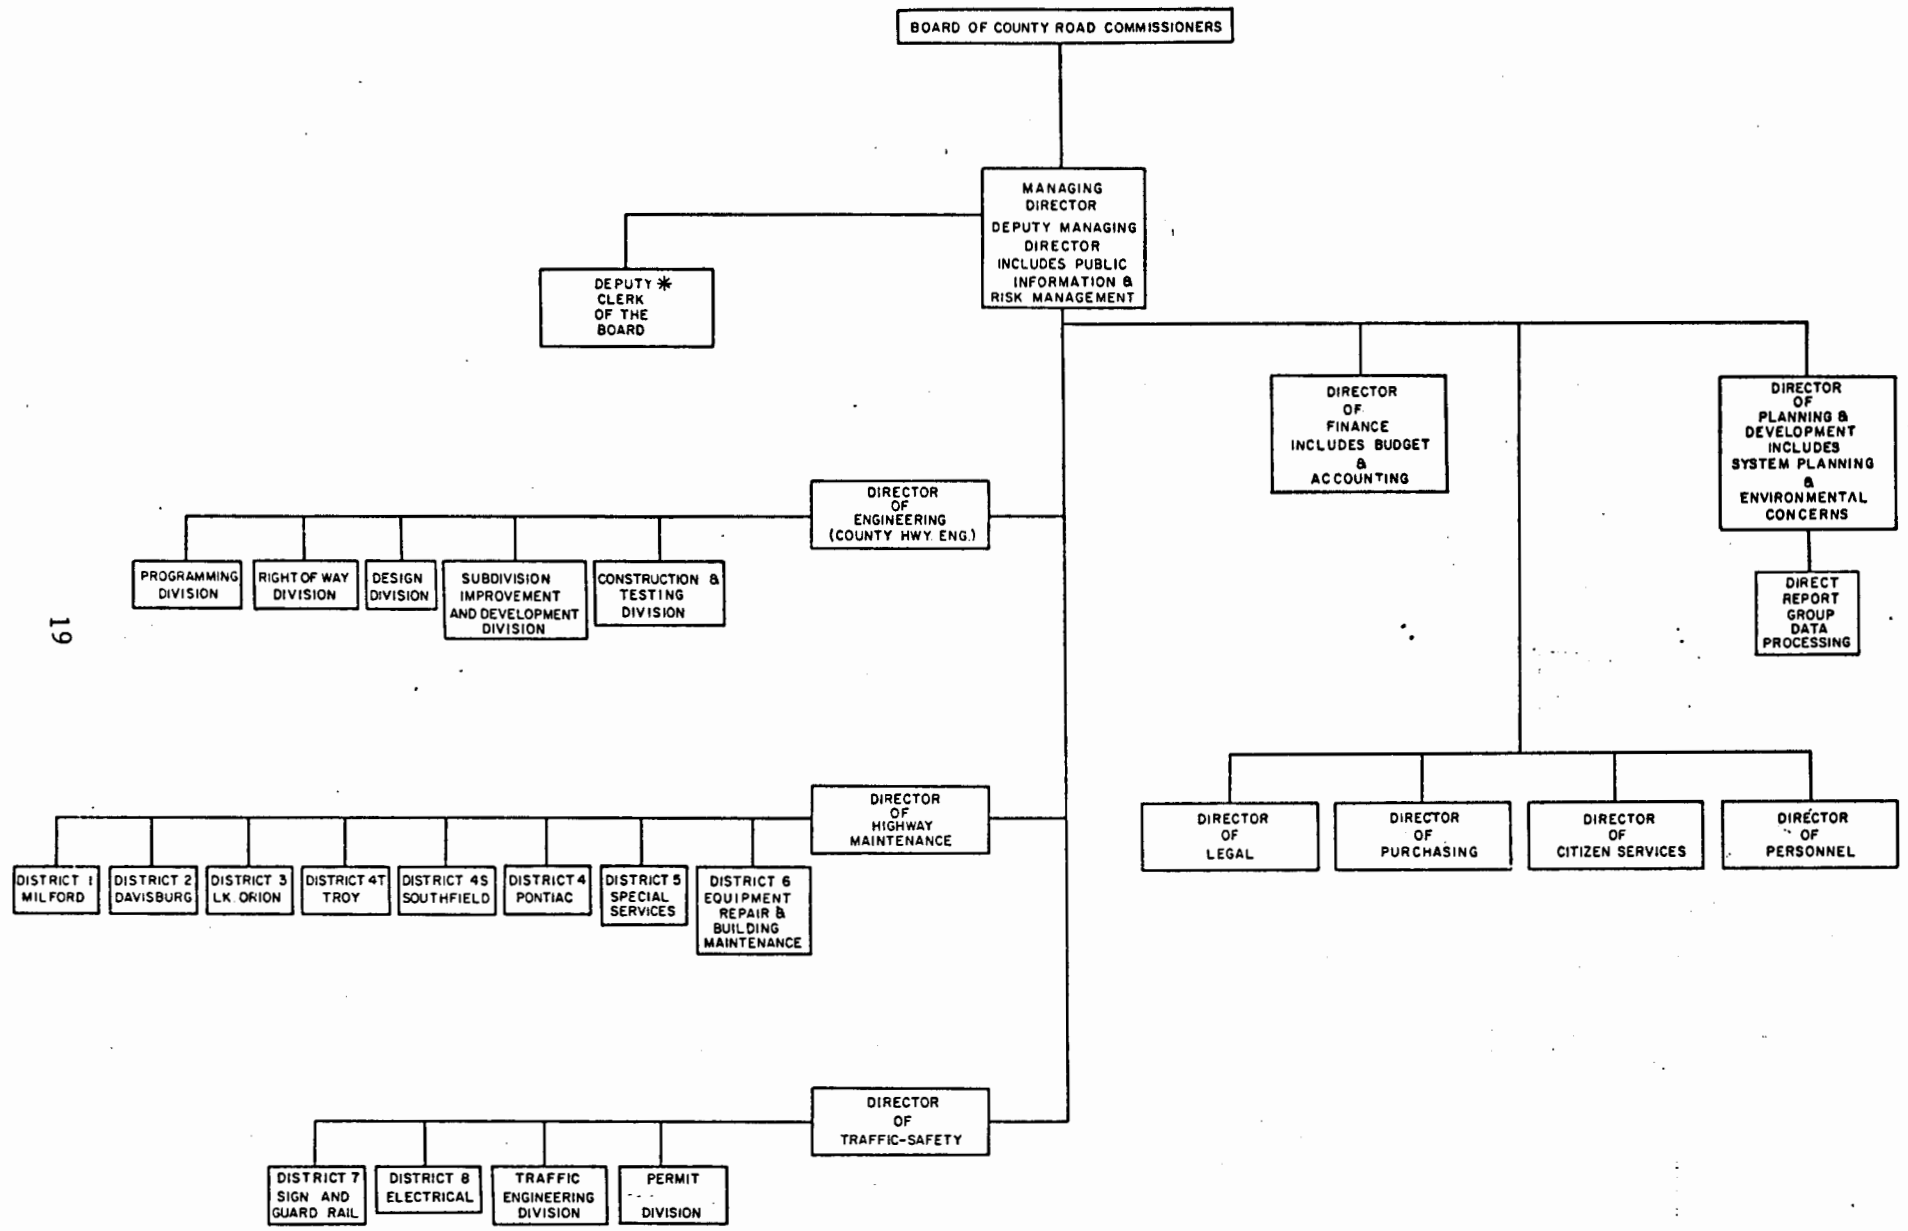 BOARD OF COUNTY ROAD COMMISSIONERS
MANAGING
DIRECTOR
DEPUTY MANAGING
DIRECTOR
INCLUDES PUBLIC
INFORMATION &
RISK MANAGEMENT
DEPUTY *
CLERK
OF THE
BOARD
DIRECTOR
OF
FINANCE
INCLUDES BUDGET
&
ACCOUNTING
DIRECTOR
OF
PLANNING &
DEVELOPMENT
INCLUDES
SYSTEM PLANNING
&
ENVIRONMENTAL
CONCERNS
DIRECT
REPORT
GROUP
DATA
PROCESSING
DIRECTOR
OF
ENGINEERING
(COUNTY HWY. ENG.)
PROGRAMMING
DIVISION
RIGHT OF WAY
DIVISION
DESIGN
DIVISION
SUBDIVISION
IMPROVEMENT
AND DEVELOPMENT
DIVISION
CONSTRUCTION &
TESTING
DIVISION
19
DIRECTOR
OF
HIGHWAY
MAINTENANCE
DISTRICT 1
MILFORD
DISTRICT 2
DAVISBURG
DISTRICT 3
LK. ORION
DISTRICT 4T
TROY
DISTRICT 4S
SOUTHFIELD
DISTRICT 4
PONTIAC
DISTRICT 5
SPECIAL
SERVICES
DISTRICT 6
EQUIPMENT
REPAIR &
BUILDING
MAINTENANCE
DIRECTOR
OF
LEGAL
DIRECTOR
OF
PURCHASING
DIRECTOR
OF
CITIZEN SERVICES
DIRECTOR
OF
PERSONNEL
DIRECTOR
OF
TRAFFIC-SAFETY
DISTRICT 7
SIGN AND
GUARD RAIL
DISTRICT 8
ELECTRICAL
TRAFFIC
ENGINEERING
DIVISION
PERMIT
DIVISION